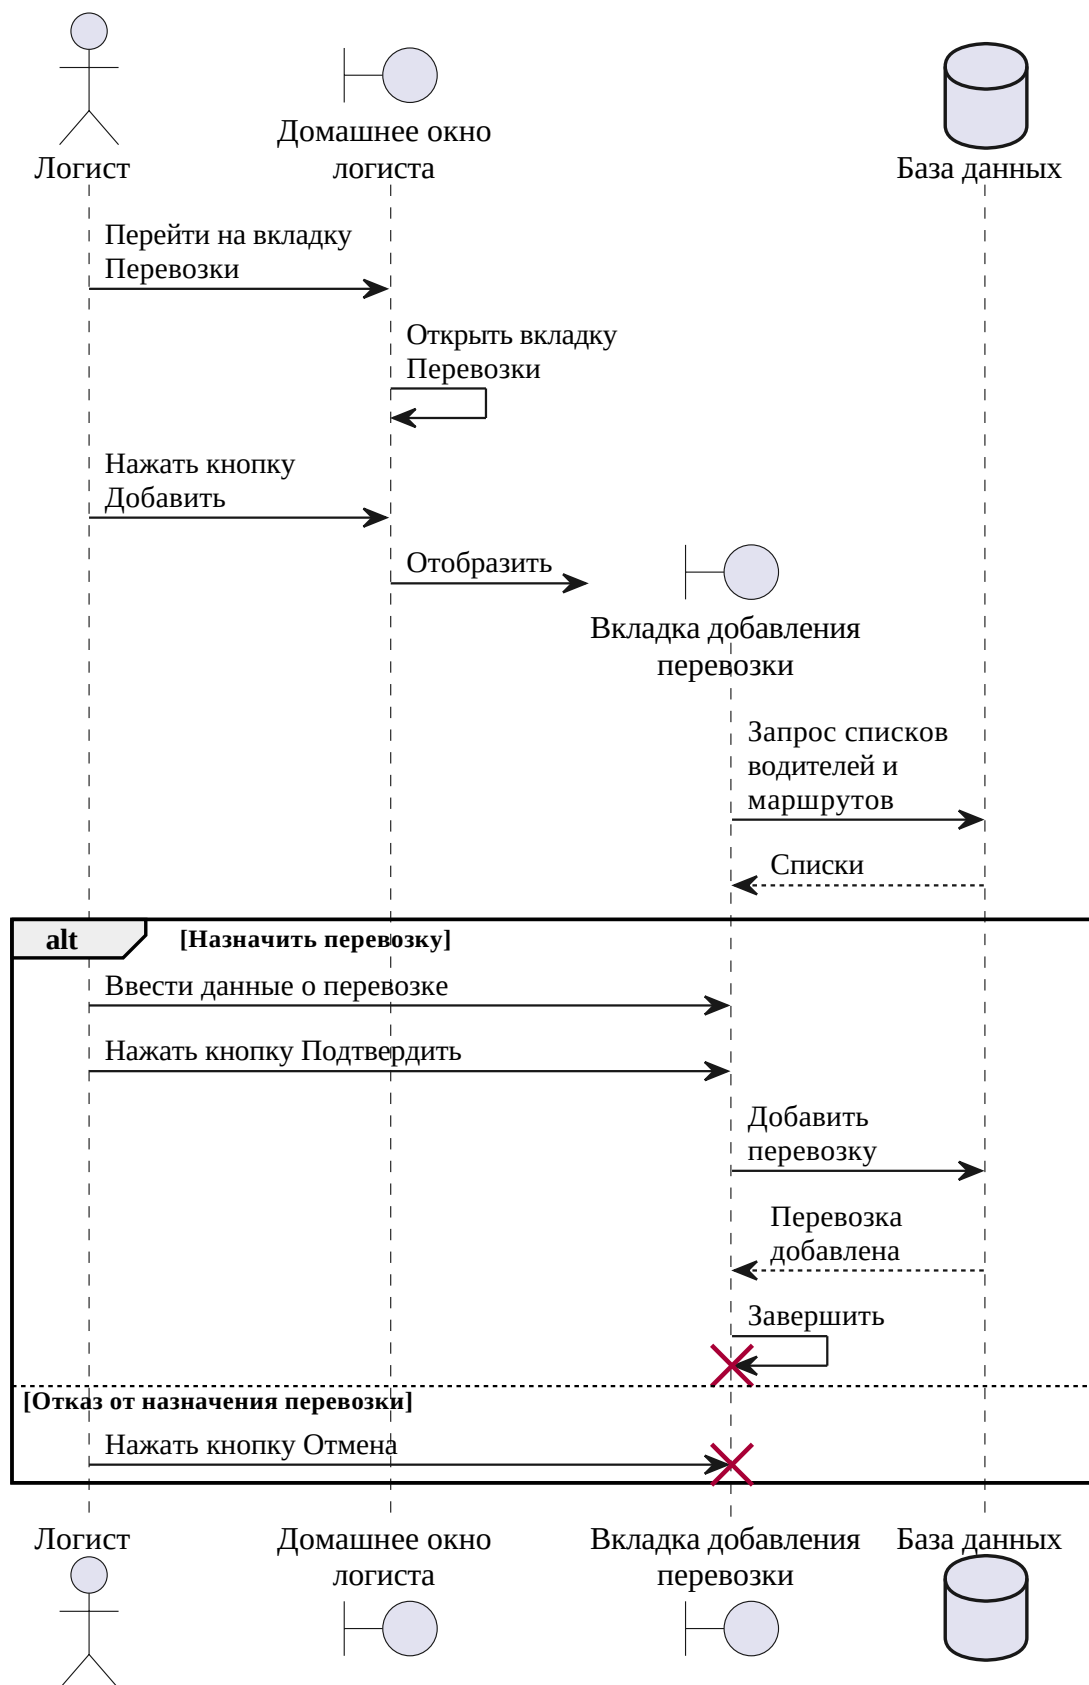 Логист
Домашнее окно
логиста
База данных
Перейти на вкладку
Перевозки
Открыть вкладку
Перевозки
Нажать кнопку
Добавить
Отобразить
Вкладка добавления
перевозки
Запрос списков
водителей и
маршрутов
Списки
alt [Назначить перевозку]
Ввести данные о перевозке
Нажать кнопку Подтвердить
Добавить
перевозку
Перевозка
добавлена
Завершить
[Отказ от назначения перевозки]
Нажать кнопку Отмена
Логист
Домашнее окно
логиста
Вкладка добавления
перевозки
База данных